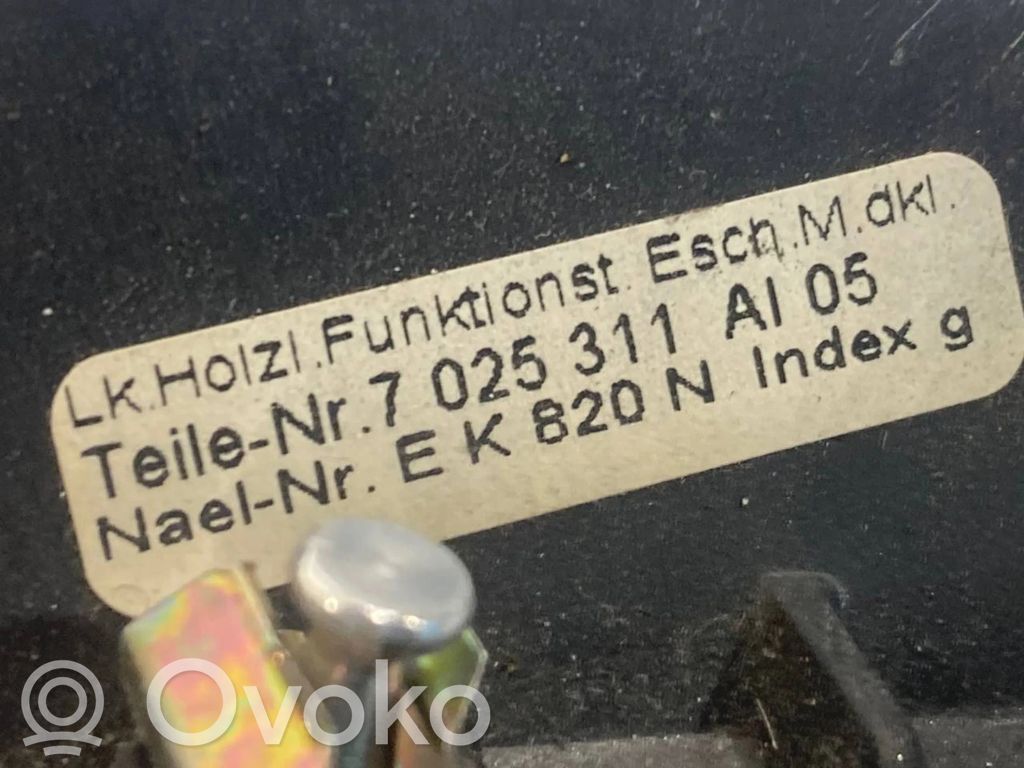 Lk.Holzl.Funktionst. Esch.M.dkl.
Teile-Nr.7 025 311 AI 05
Nael-Nr. E K 820 N Index g
Ovoko